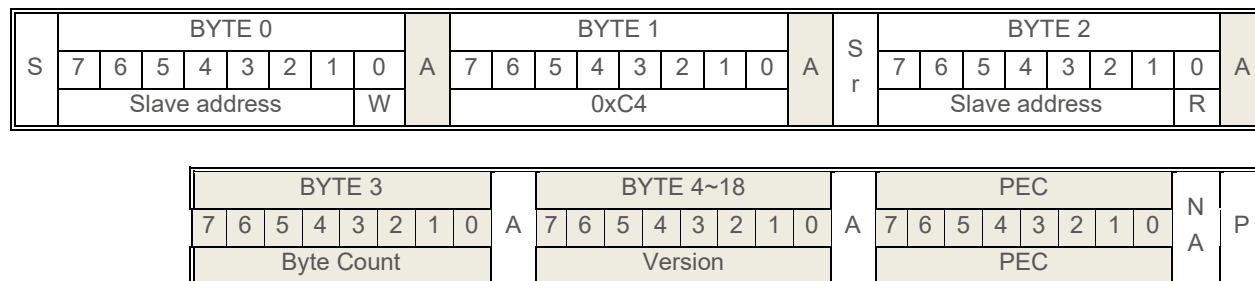 BYTE 0 BYTE 1 BYTE 2
S 7 6 5 4 3 2 1 0 A 7 6 5 4 3 2 1 0 A Sr 7 6 5 4 3 2 1 0 A
Slave address W 0xC4 Slave address R
BYTE 3 BYTE 4~18 PEC
7 6 5 4 3 2 1 0 A 7 6 5 4 3 2 1 0 A 7 6 5 4 3 2 1 0 NA P
Byte Count Version PEC